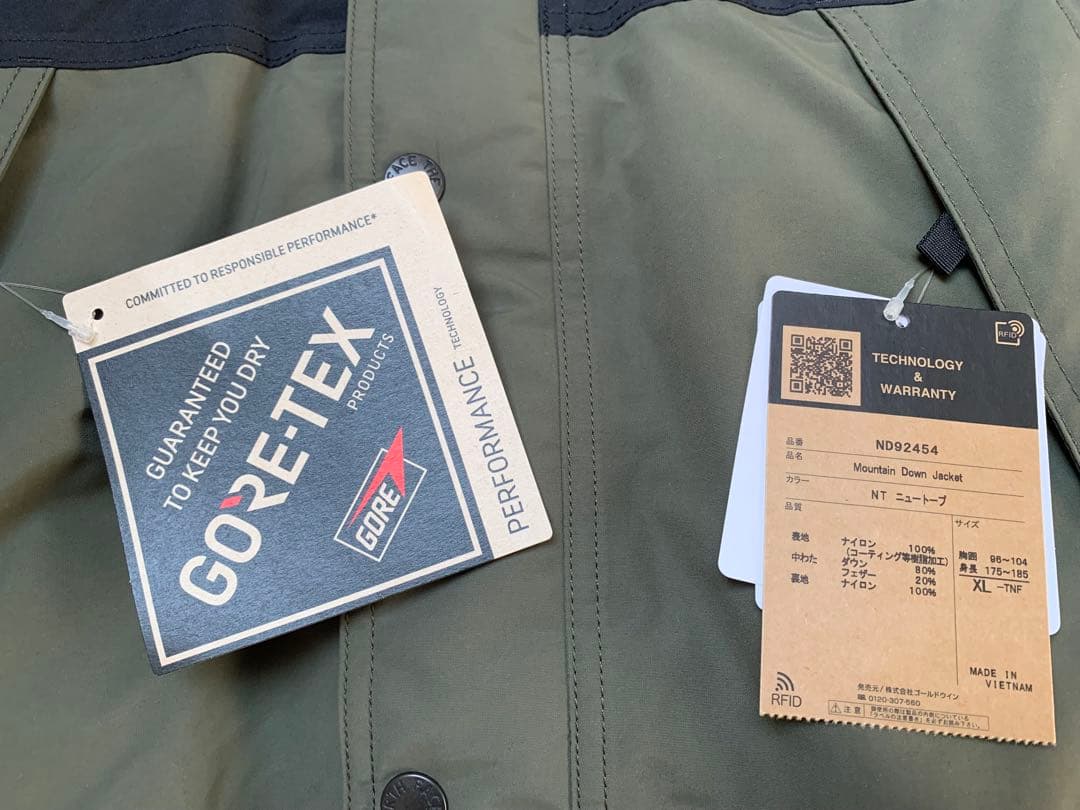 FACE THE
COMMITTED TO RESPONSIBLE PERFORMANCE*
GUARANTEED
TO KEEP YOU DRY
GORE-TEX
PRODUCTS
GORE
PERFORMANCE TECHNOLOGY
RFID
TECHNOLOGY
&
WARRANTY
品番 ND92454
品名 Mountain Down Jacket
カラー NT ニュートープ
品質
表地 ナイロン 100%
(コーティング等樹脂加工)
中わた ダウン 80%
フェザー 20%
裏地 ナイロン 100%
サイズ
胸囲 96~104
身長 175~185
XL -TNF
MADE IN
VIETNAM
RFID
発売元/株式会社ゴールドウイン
0120-307-560
注意